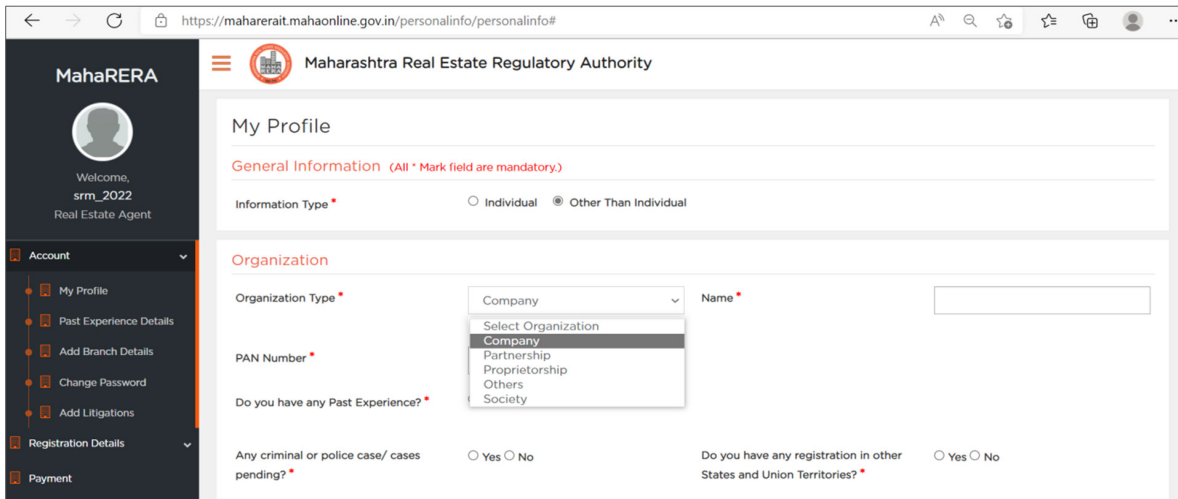 https://maharerait.mahaonline.gov.in/personalinfo/personalinfo#
MahaRERA
Maharashtra Real Estate Regulatory Authority
Welcome,
srm_2022
Real Estate Agent
Account
My Profile
Past Experience Details
Add Branch Details
Change Password
Add Litigations
Registration Details
Payment
My Profile
General Information (All * Mark field are mandatory.)
Information Type * Individual Other Than Individual
Organization
Organization Type * Company Name *
Select Organization
Company
Partnership
Proprietorship
Others
Society
PAN Number *
Do you have any Past Experience? *
Any criminal or police case/ cases pending? * Yes No
Do you have any registration in other States and Union Territories? * Yes No